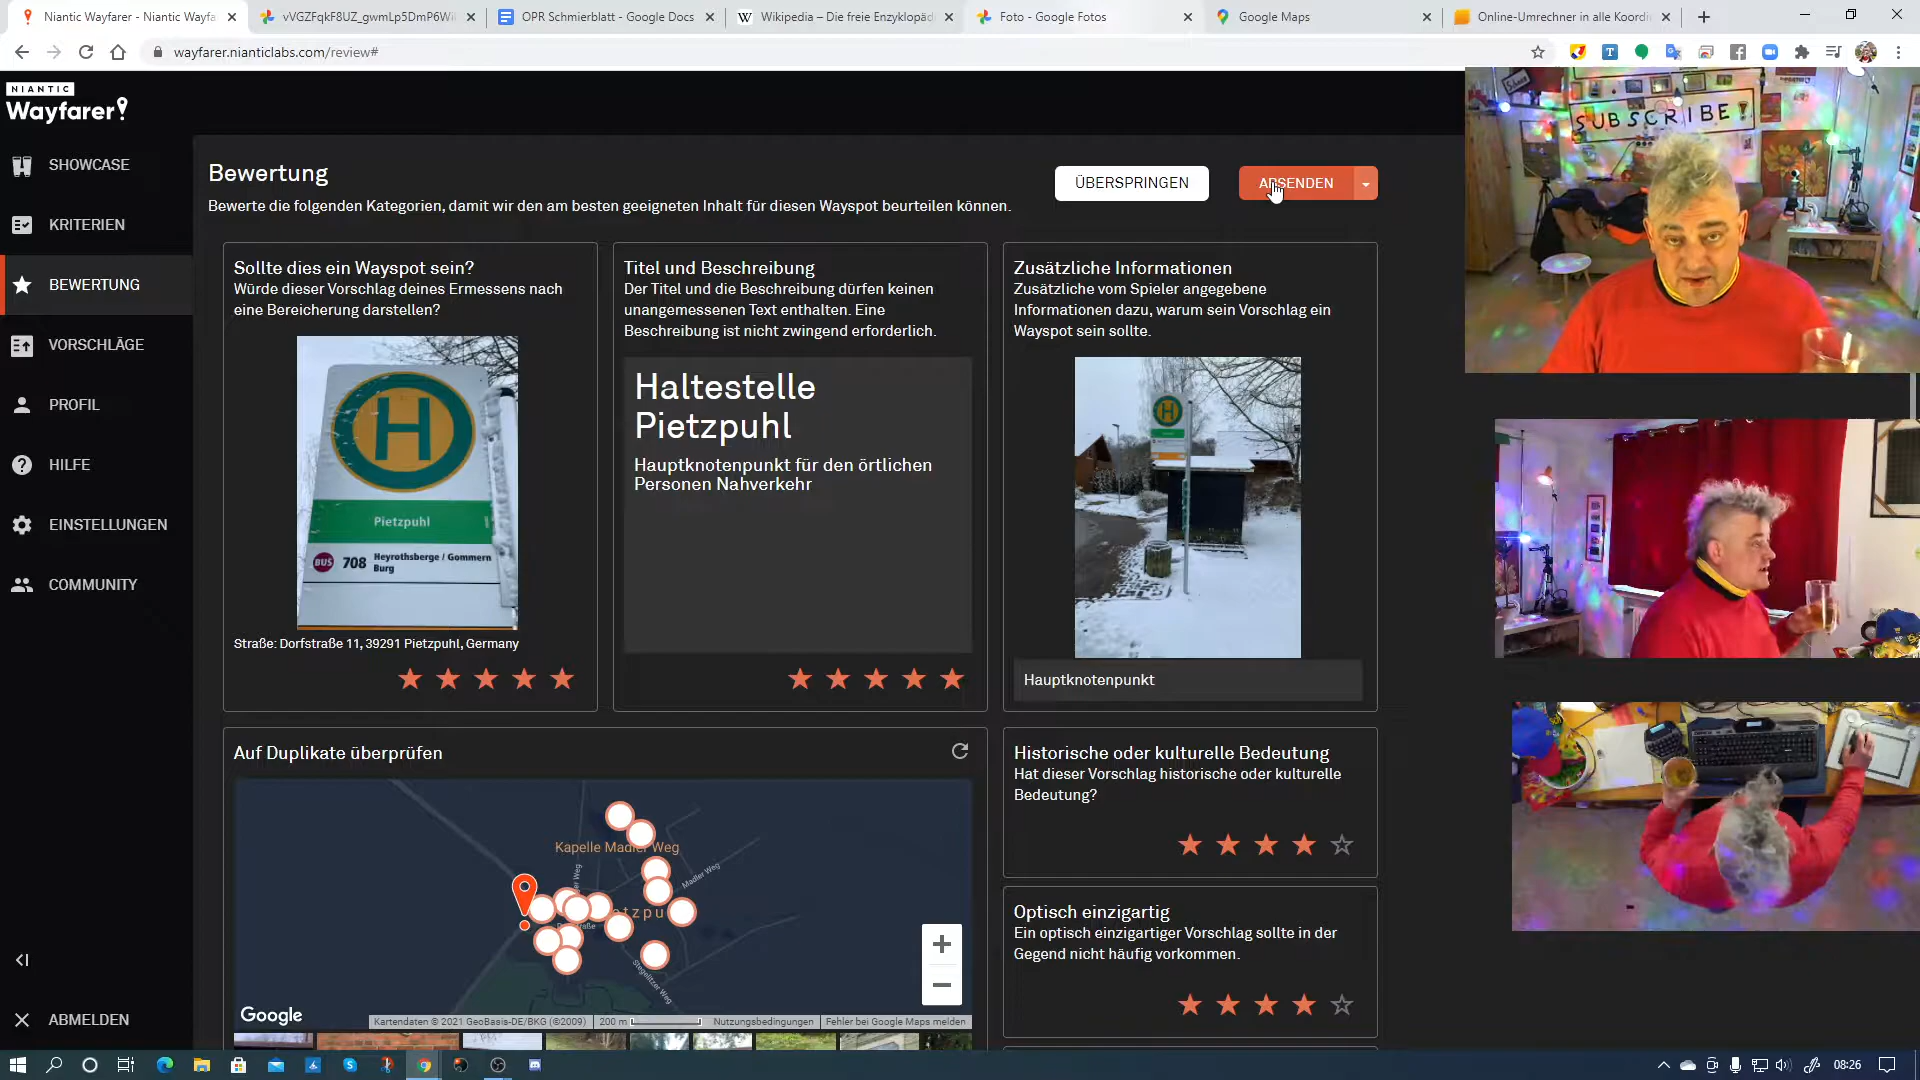 Niantic Wayfarer - Niantic Wayfa
vVGZFqkF8UZ_gwmLp5DmP6Wi
OPR Schmierblatt - Google Docs
Wikipedia – Die freie Enzyklopäd
Foto - Google Fotos
Google Maps
Online-Umrechner in alle Koordi
wayfarer.nianticlabs.com/review#
NIANTIC
Wayfarer
SHOWCASE
KRITERIEN
BEWERTUNG
VORSCHLÄGE
PROFIL
HILFE
EINSTELLUNGEN
COMMUNITY
ABMELDEN
Bewertung
Bewerte die folgenden Kategorien, damit wir den am besten geeigneten Inhalt für diesen Wayspot beurteilen können.
ÜBERSPRINGEN
ABSENDEN
Sollte dies ein Wayspot sein?
Würde dieser Vorschlag deines Ermessens nach
eine Bereicherung darstellen?
H
Pietzpuhl
BUS 708 Heyrothsberge / Gommern
Burg
Straße: Dorfstraße 11, 39291 Pietzpuhl, Germany
Titel und Beschreibung
Der Titel und die Beschreibung dürfen keinen
unangemessenen Text enthalten. Eine
Beschreibung ist nicht zwingend erforderlich.
Haltestelle
Pietzpuhl
Hauptknotenpunkt für den örtlichen
Personen Nahverkehr
Zusätzliche Informationen
Zusätzliche vom Spieler angegebene
Informationen dazu, warum sein Vorschlag ein
Wayspot sein sollte.
H
Hauptknotenpunkt
Auf Duplikate überprüfen
Kapelle Madler Weg
Madler Weg
Stegelitzer Weg
Google
Kartendaten © 2021 GeoBasis-DE/BKG (©2009)
200 m
Nutzungsbedingungen
Fehler bei Google Maps melden
Historische oder kulturelle Bedeutung
Hat dieser Vorschlag historische oder kulturelle
Bedeutung?
Optisch einzigartig
Ein optisch einzigartiger Vorschlag sollte in der
Gegend nicht häufig vorkommen.
SUBSCRIBE!
08:26